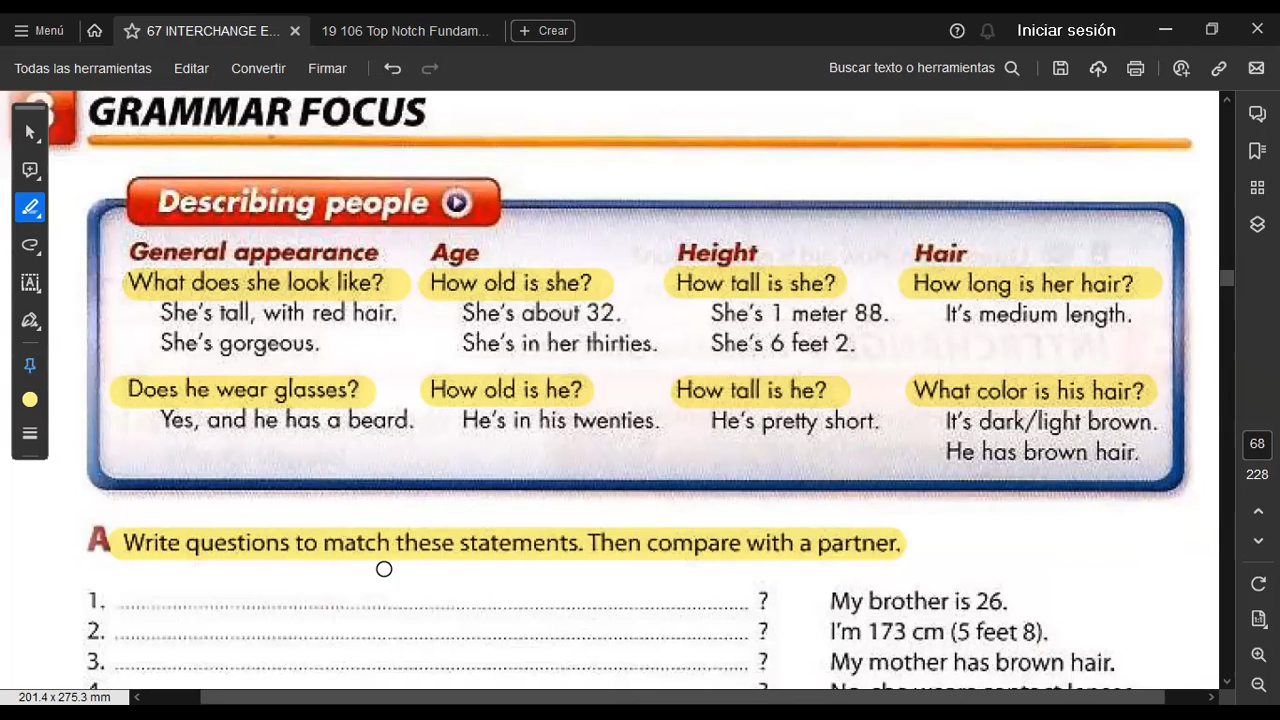 Menú
67 INTERCHANGE E...
19 106 Top Notch Fundam...
Crear
Iniciar sesión
Todas las herramientas
Editar
Convertir
Firmar
Buscar texto o herramientas
GRAMMAR FOCUS
Describing people
General appearance Age Height Hair
What does she look like? How old is she? How tall is she? How long is her hair?
She's tall, with red hair. She's about 32. She's 1 meter 88. It's medium length.
She's gorgeous. She's in her thirties. She's 6 feet 2.
Does he wear glasses? How old is he? How tall is he? What color is his hair?
Yes, and he has a beard. He's in his twenties. He's pretty short. It's dark/light brown.
He has brown hair.
A Write questions to match these statements. Then compare with a partner.
1. ? My brother is 26.
2. ? I'm 173 cm (5 feet 8).
3. ? My mother has brown hair.
68
228
201.4 x 275.3 mm